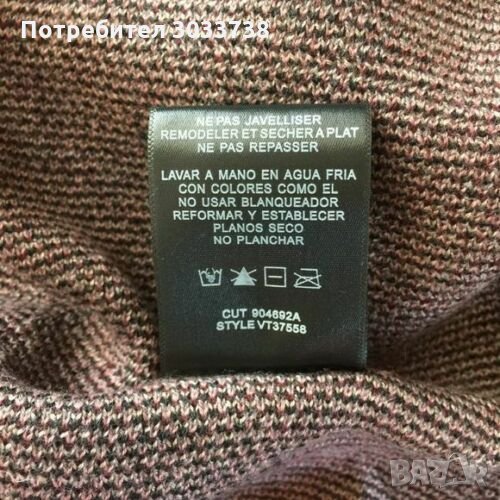 Потребител 3033738
NE PAS JAVELLISER
REMODELER ET SECHER A PLAT
NE PAS REPASSER
LAVAR A MANO EN AGUA FRIA
CON COLORES COMO EL
NO USAR BLANQUEADOR
REFORMAR Y ESTABLECER
PLANOS SECO
NO PLANCHAR
CUT 904692A
STYLE VT37558
BAZAR